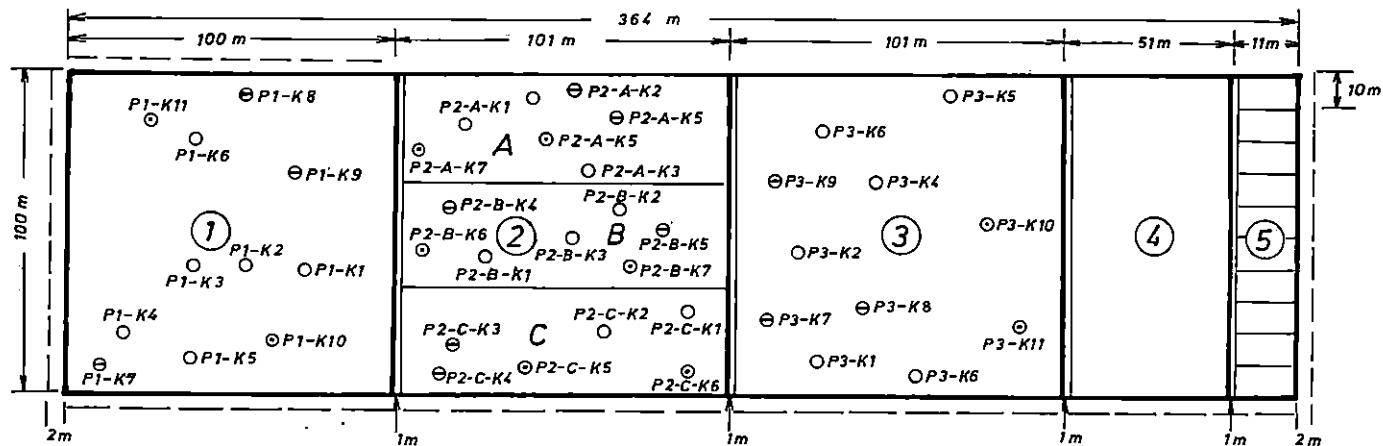 364 m
100 m
101 m
101 m
51 m
11 m
10 m
100 m
P1-K11
P1-K8
P1-K6
P1-K9
1
P1-K2
P1-K3
P1-K1
P1-K4
P1-K10
P1-K5
P1-K7
P2-A-K1
P2-A-K2
P2-A-K5
P2-A-K5
A
P2-A-K7
P2-A-K3
P2-B-K4
P2-B-K2
P2-B-K6
2
B
P2-B-K5
P2-B-K3
P2-B-K1
P2-B-K7
P2-C-K2
P2-C-K3
C
P2-C-K1
P2-C-K4
P2-C-K5
P2-C-K6
P3-K5
P3-K6
P3-K9
P3-K4
P3-K10
3
P3-K2
P3-K8
P3-K7
P3-K11
P3-K1
P3-K6
4
5
2m
1m
1m
1m
1m
2m